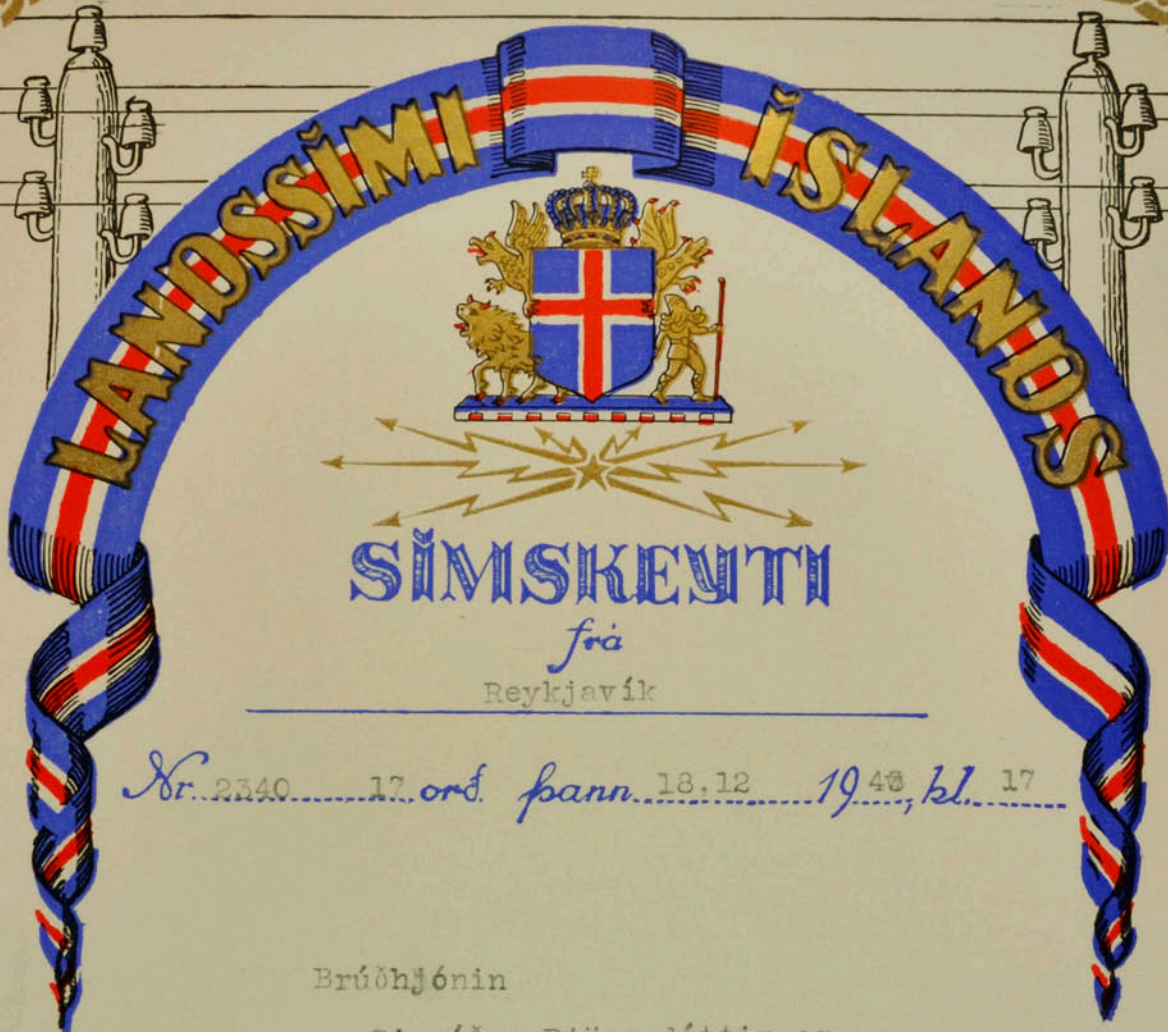 LANDSSÍMI ÍSLANDS
SÍMSKEYTI
frá
Reykjavík
Nr. 2340 17 orð. þann 18.12 19 kl. 17
Brúðhjónin